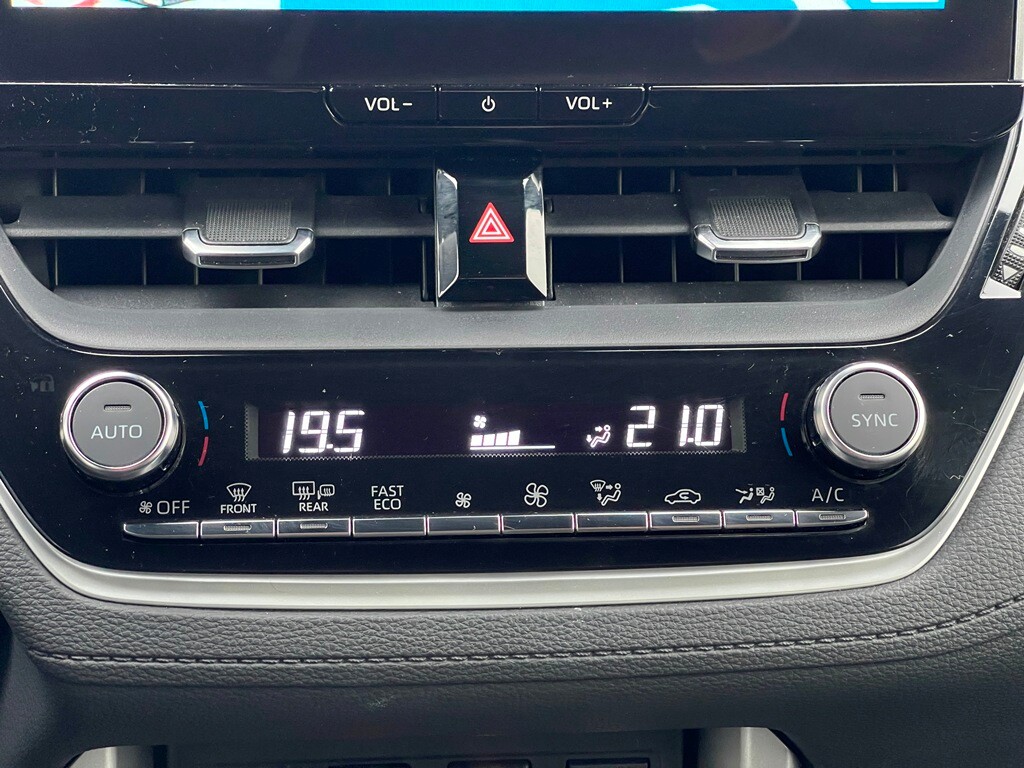 VOL- VOL+
19.5 21.0
AUTO SYNC
OFF FRONT REAR FAST ECO A/C